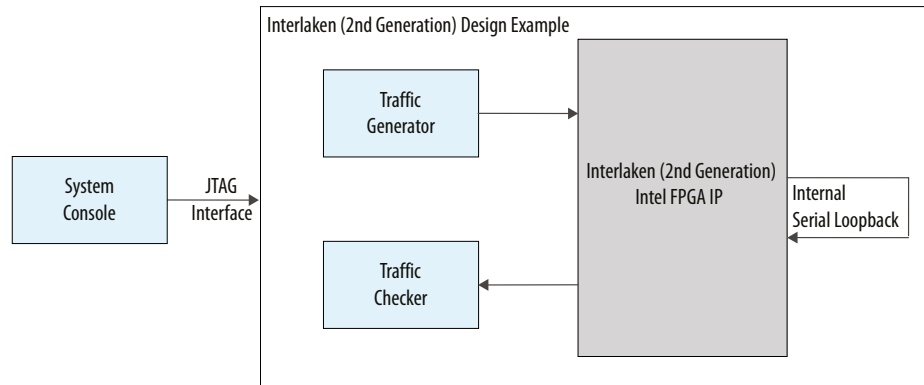 Interlaken (2nd Generation) Design Example
Traffic
Generator
System
Console
JTAG
Interface
Interlaken (2nd Generation)
Intel FPGA IP
Internal
Serial Loopback
Traffic
Checker